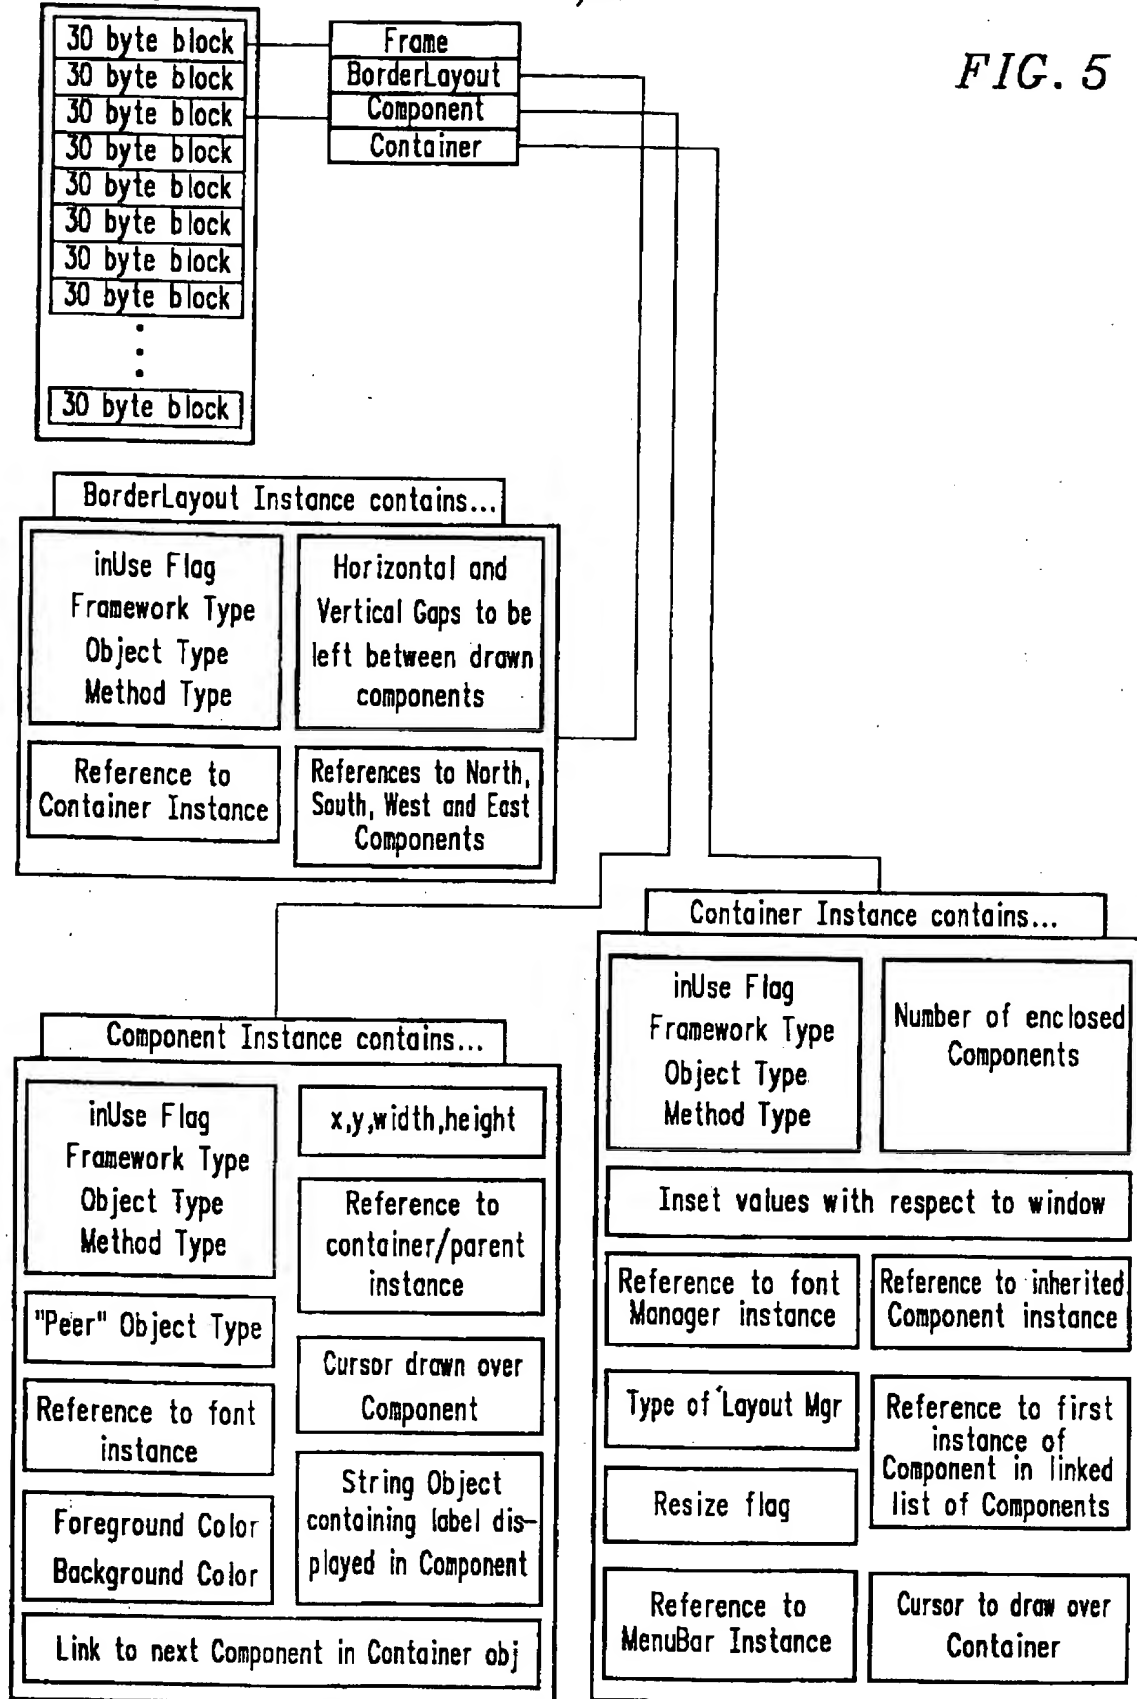 FIG. 5
30 byte block
30 byte block
30 byte block
30 byte block
30 byte block
30 byte block
30 byte block
30 byte block
30 byte block
Frame
BorderLayout
Component
Container
BorderLayout Instance contains...
inUse Flag
Framework Type
Object Type
Method Type
Horizontal and
Vertical Gaps to be
left between drawn
components
Reference to
Container Instance
References to North,
South, West and East
Components
Component Instance contains...
inUse Flag
Framework Type
Object Type
Method Type
x,y,width,height
Reference to
container/parent
instance
"Peer" Object Type
Cursor drawn over
Component
Reference to font
instance
String Object
containing label dis-
played in Component
Foreground Color
Background Color
Link to next Component in Container obj
Container Instance contains...
inUse Flag
Framework Type
Object Type
Method Type
Number of enclosed
Components
Inset values with respect to window
Reference to font
Manager instance
Reference to inherited
Component instance
Type of Layout Mgr
Reference to first
instance of
Component in linked
list of Components
Resize flag
Reference to
MenuBar Instance
Cursor to draw over
Container